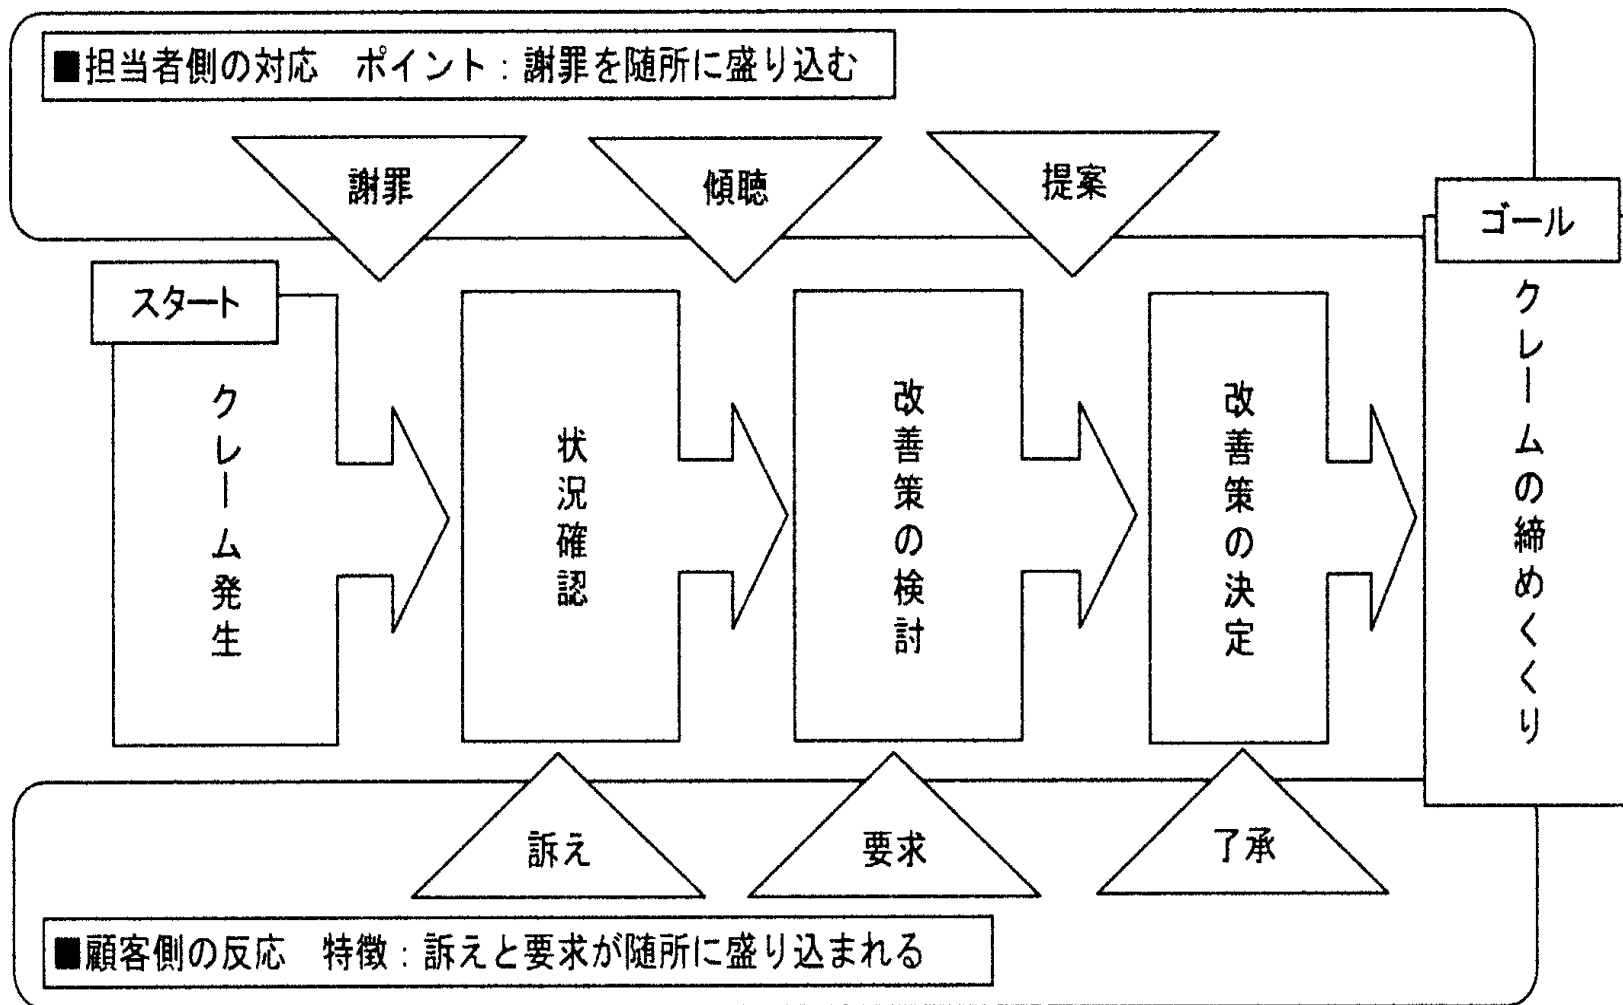 ■担当者側の対応　ポイント：謝罪を随所に盛り込む
謝罪
傾聴
提案
スタート
クレーム発生
状況確認
改善策の検討
改善策の決定
ゴール
クレームの締めくくり
訴え
要求
了承
■顧客側の反応　特徴：訴えと要求が随所に盛り込まれる